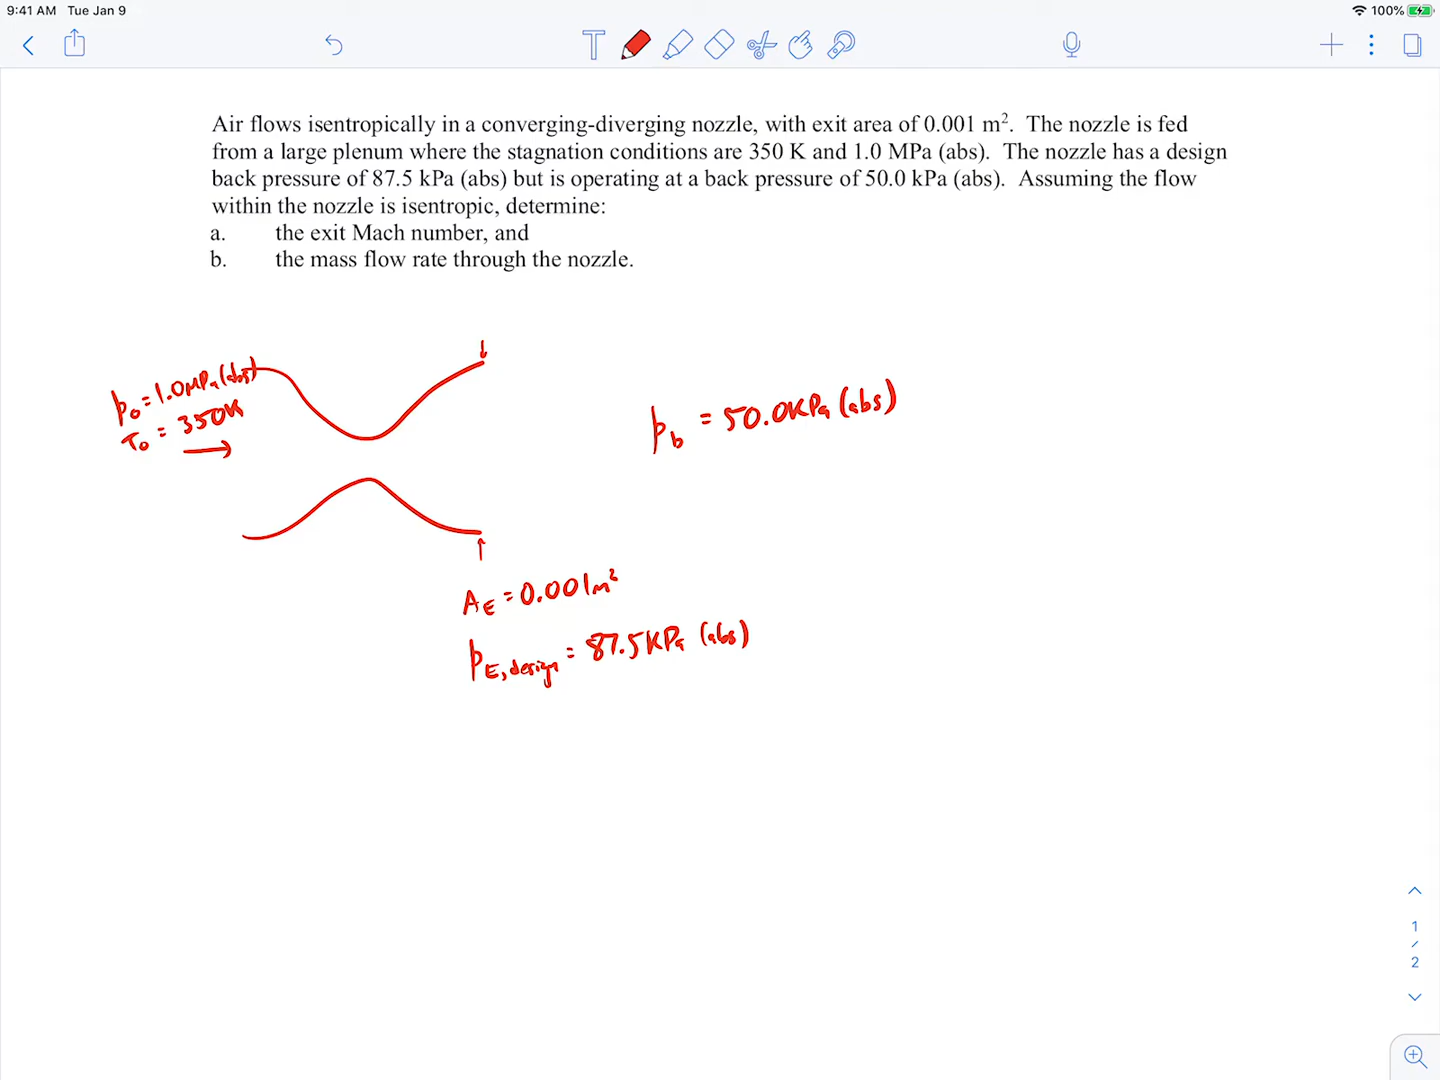 9:41 AM Tue Jan 9 100%
Air flows isentropically in a converging-diverging nozzle, with exit area of 0.001 m². The nozzle is fed
from a large plenum where the stagnation conditions are 350 K and 1.0 MPa (abs). The nozzle has a design
back pressure of 87.5 kPa (abs) but is operating at a back pressure of 50.0 kPa (abs). Assuming the flow
within the nozzle is isentropic, determine:
a. the exit Mach number, and
b. the mass flow rate through the nozzle.
p₀ = 1.0MPa (abs)
T₀ = 350K
p_b = 50.0KPa (abs)
A_E = 0.001m²
p_E,design = 87.5KPa (abs)
1
/
2